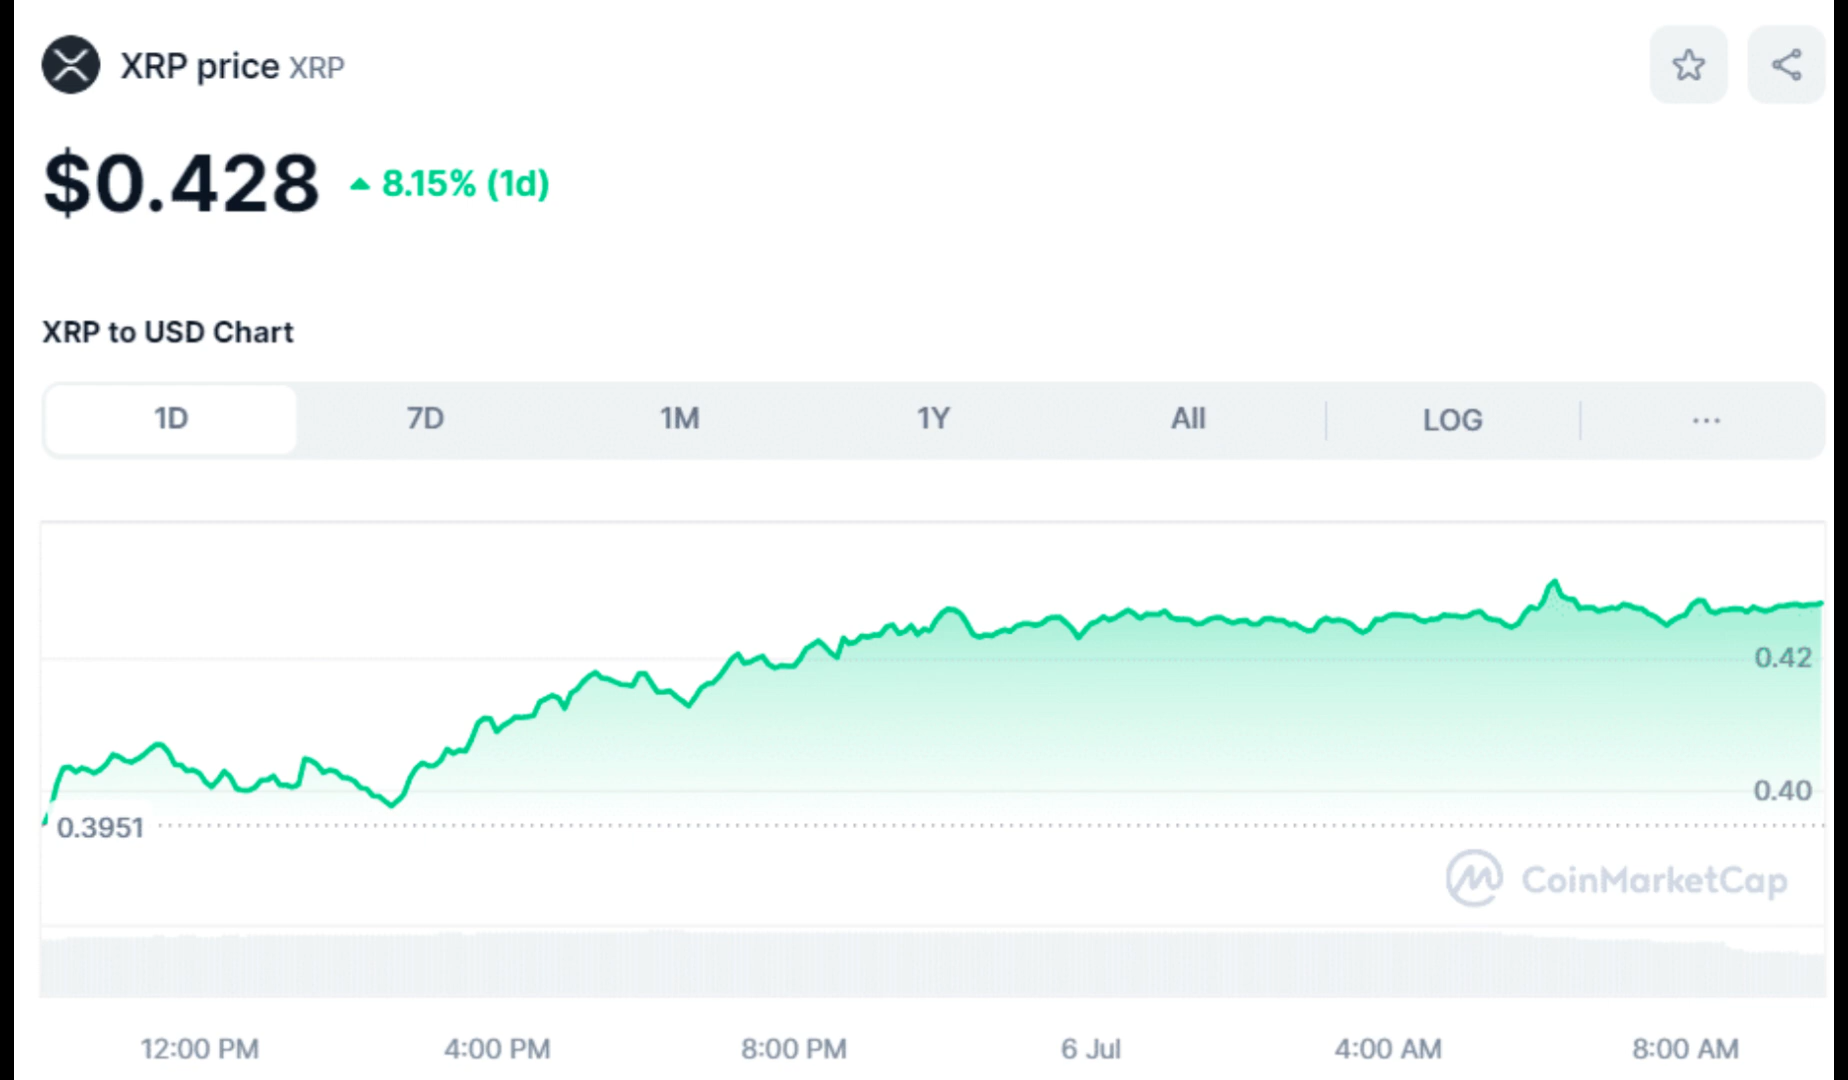 XRP price XRP
$0.428 ▲ 8.15% (1d)
XRP to USD Chart
1D 7D 1M 1Y All LOG ...
0.42
0.40
0.3951
CoinMarketCap
12:00 PM 4:00 PM 8:00 PM 6 Jul 4:00 AM 8:00 AM